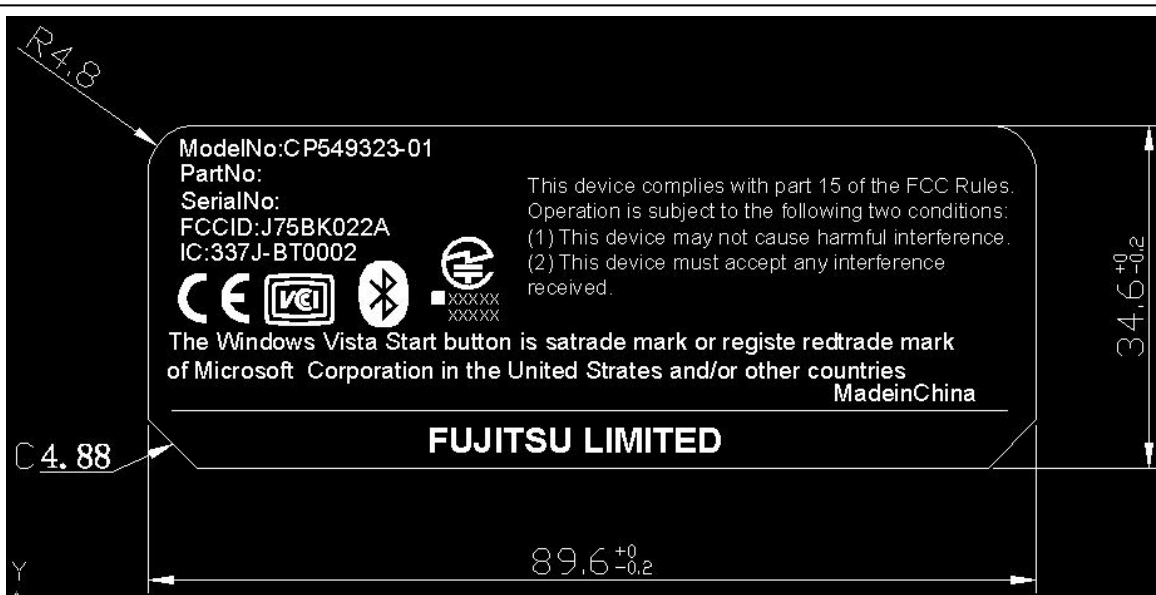 R4.8
ModelNo:CP549323-01
PartNo:
SerialNo:
FCCID:J75BK022A
IC:337J-BT0002
This device complies with part 15 of the FCC Rules.
Operation is subject to the following two conditions:
(1) This device may not cause harmful interference.
(2) This device must accept any interference
received.
CE VCI
XXXXX
XXXXX
The Windows Vista Start button is satrade mark or registe redtrade mark
of Microsoft Corporation in the United Strates and/or other countries
MadeinChina
FUJITSU LIMITED
C4.88
34.6+0-0.2
89.6+0-0.2
Y